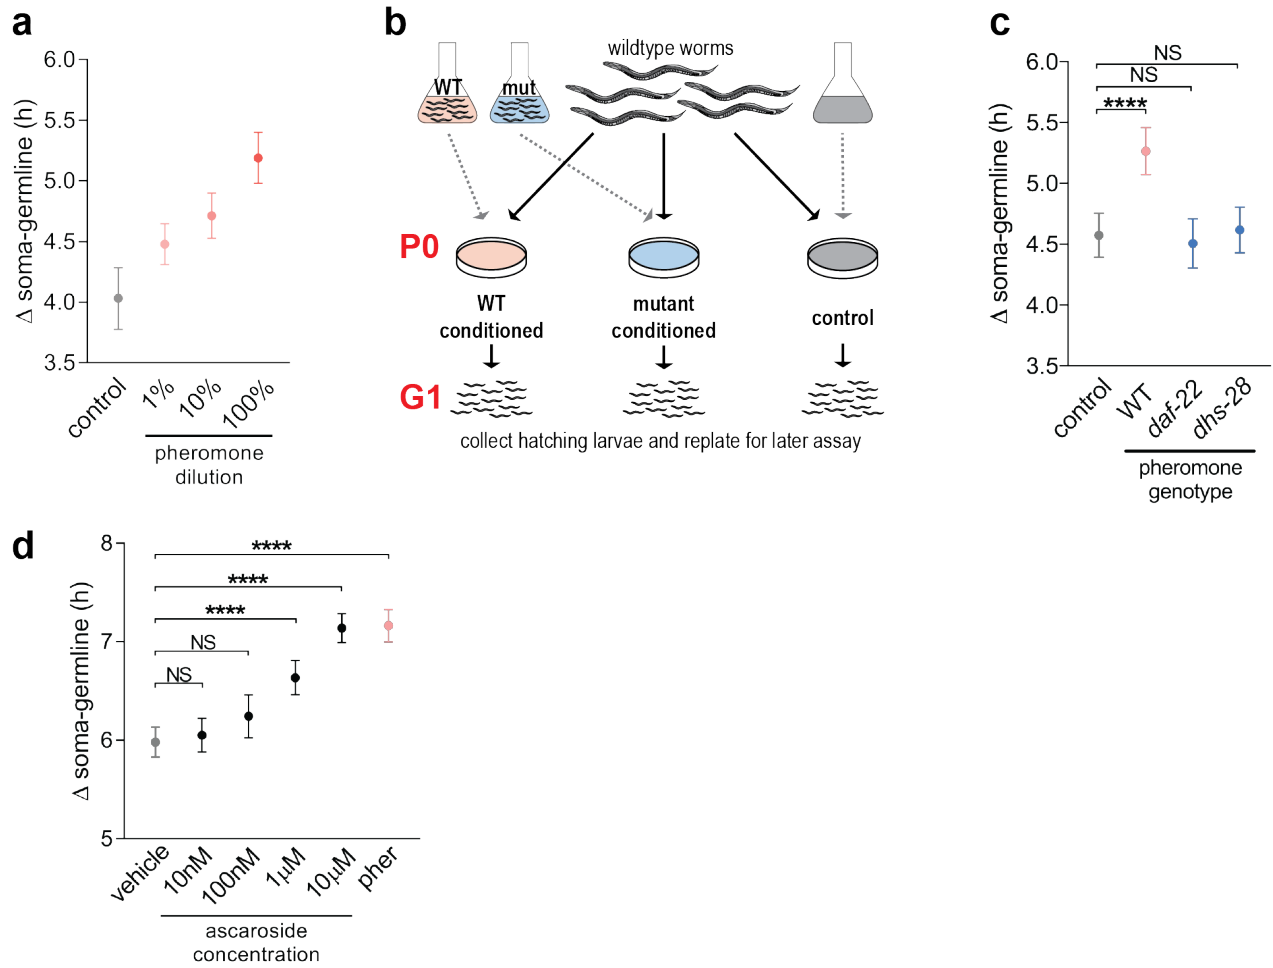 a
Δ soma-germline (h)
6.0
5.5
5.0
4.5
4.0
3.5
control
1%
10%
100%
pheromone
dilution
b
wildtype worms
WT
mut
P0
WT
conditioned
mutant
conditioned
control
G1
collect hatching larvae and replate for later assay
c
Δ soma-germline (h)
6.0
5.5
5.0
4.5
4.0
3.5
NS
NS
****
control
WT
daf-22
dhs-28
pheromone
genotype
d
Δ soma-germline (h)
8
7
6
5
****
****
****
NS
NS
vehicle
10nM
100nM
1μM
10μM
pher
ascaroside
concentration